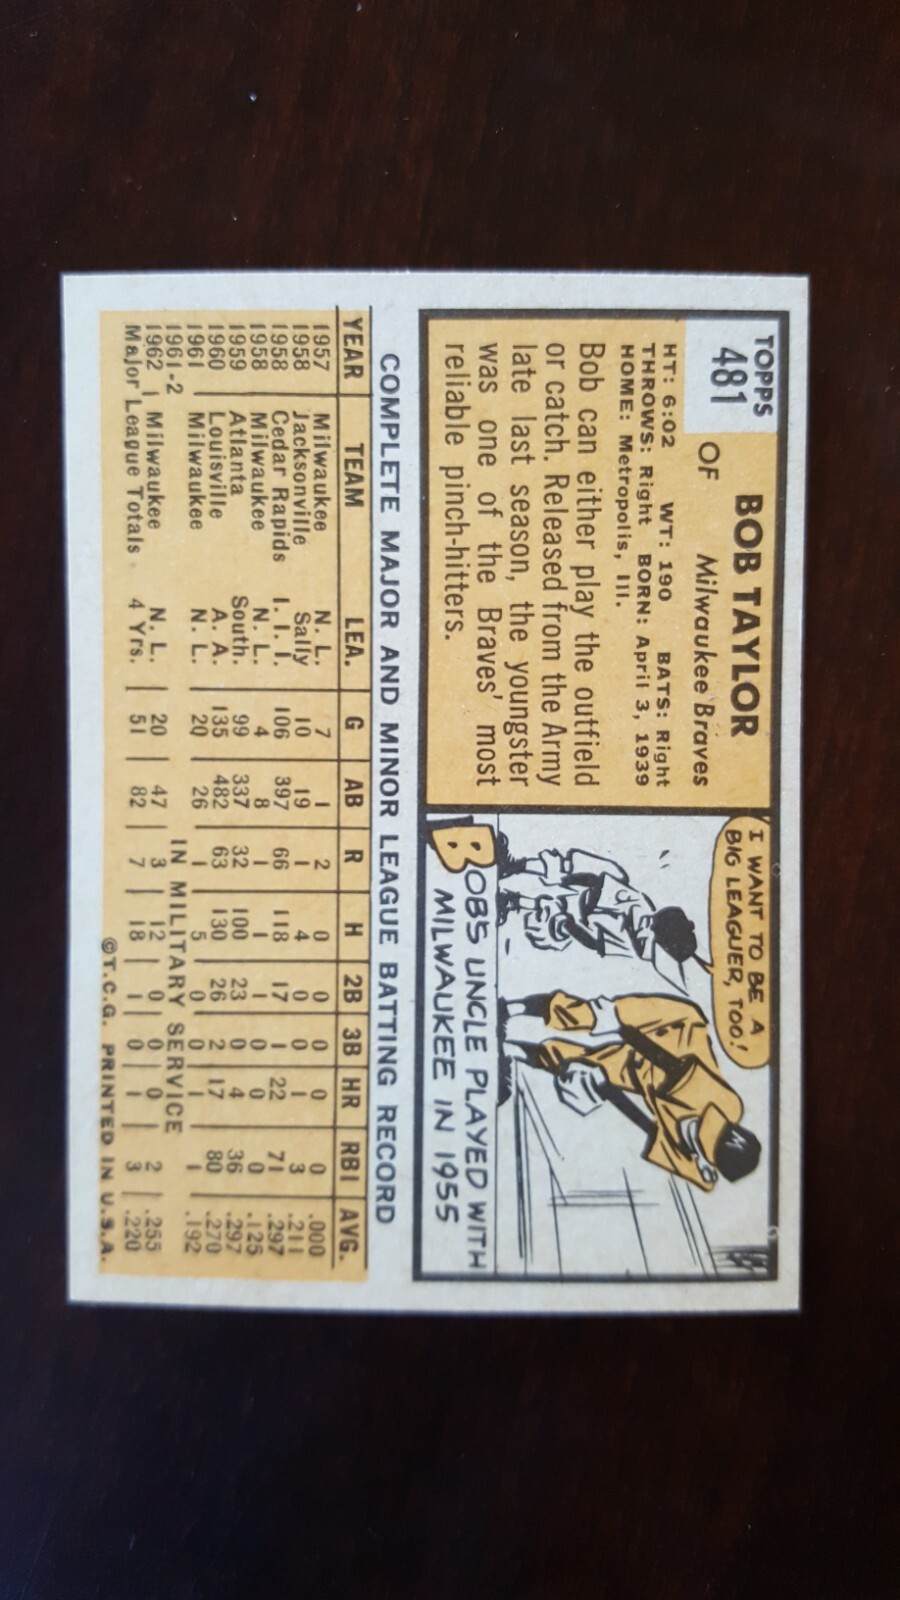 TOPPS
481
BOB TAYLOR
OF Milwaukee Braves
HT: 6:02 WT: 190 BATS: Right
THROWS: Right BORN: April 3, 1939
HOME: Metropolis, Ill.
Bob can either play the outfield
or catch. Released from the Army
late last season, the youngster
was one of the Braves' most
reliable pinch-hitters.
I WANT TO BE A
BIG LEAGUER, TOO!
BOB'S UNCLE PLAYED WITH
MILWAUKEE IN 1955
COMPLETE MAJOR AND MINOR LEAGUE BATTING RECORD
YEAR TEAM LEA. G AB R H 2B 3B HR RBI AVG.
1957 Milwaukee N. L. 7 1 2 0 0 0 0 0 .000
1958 Jacksonville Sally 10 19 1 4 0 0 1 3 .211
1958 Cedar Rapids I. I. I. 106 397 66 118 17 1 22 71 .297
1958 Milwaukee N. L. 4 8 1 1 1 0 0 0 .125
1959 Atlanta South. 99 337 32 100 23 0 4 36 .297
1960 Louisville A. A. 135 482 63 130 26 2 17 80 .270
1961 Milwaukee N. L. 20 26 1 5 0 0 1 1 .192
1961-2 IN MILITARY SERVICE
1962 Milwaukee N. L. 20 47 3 12 0 0 0 2 .255
Major League Totals 4 Yrs. 51 82 7 18 1 0 1 3 .220
©T.C.G. PRINTED IN U.S.A.